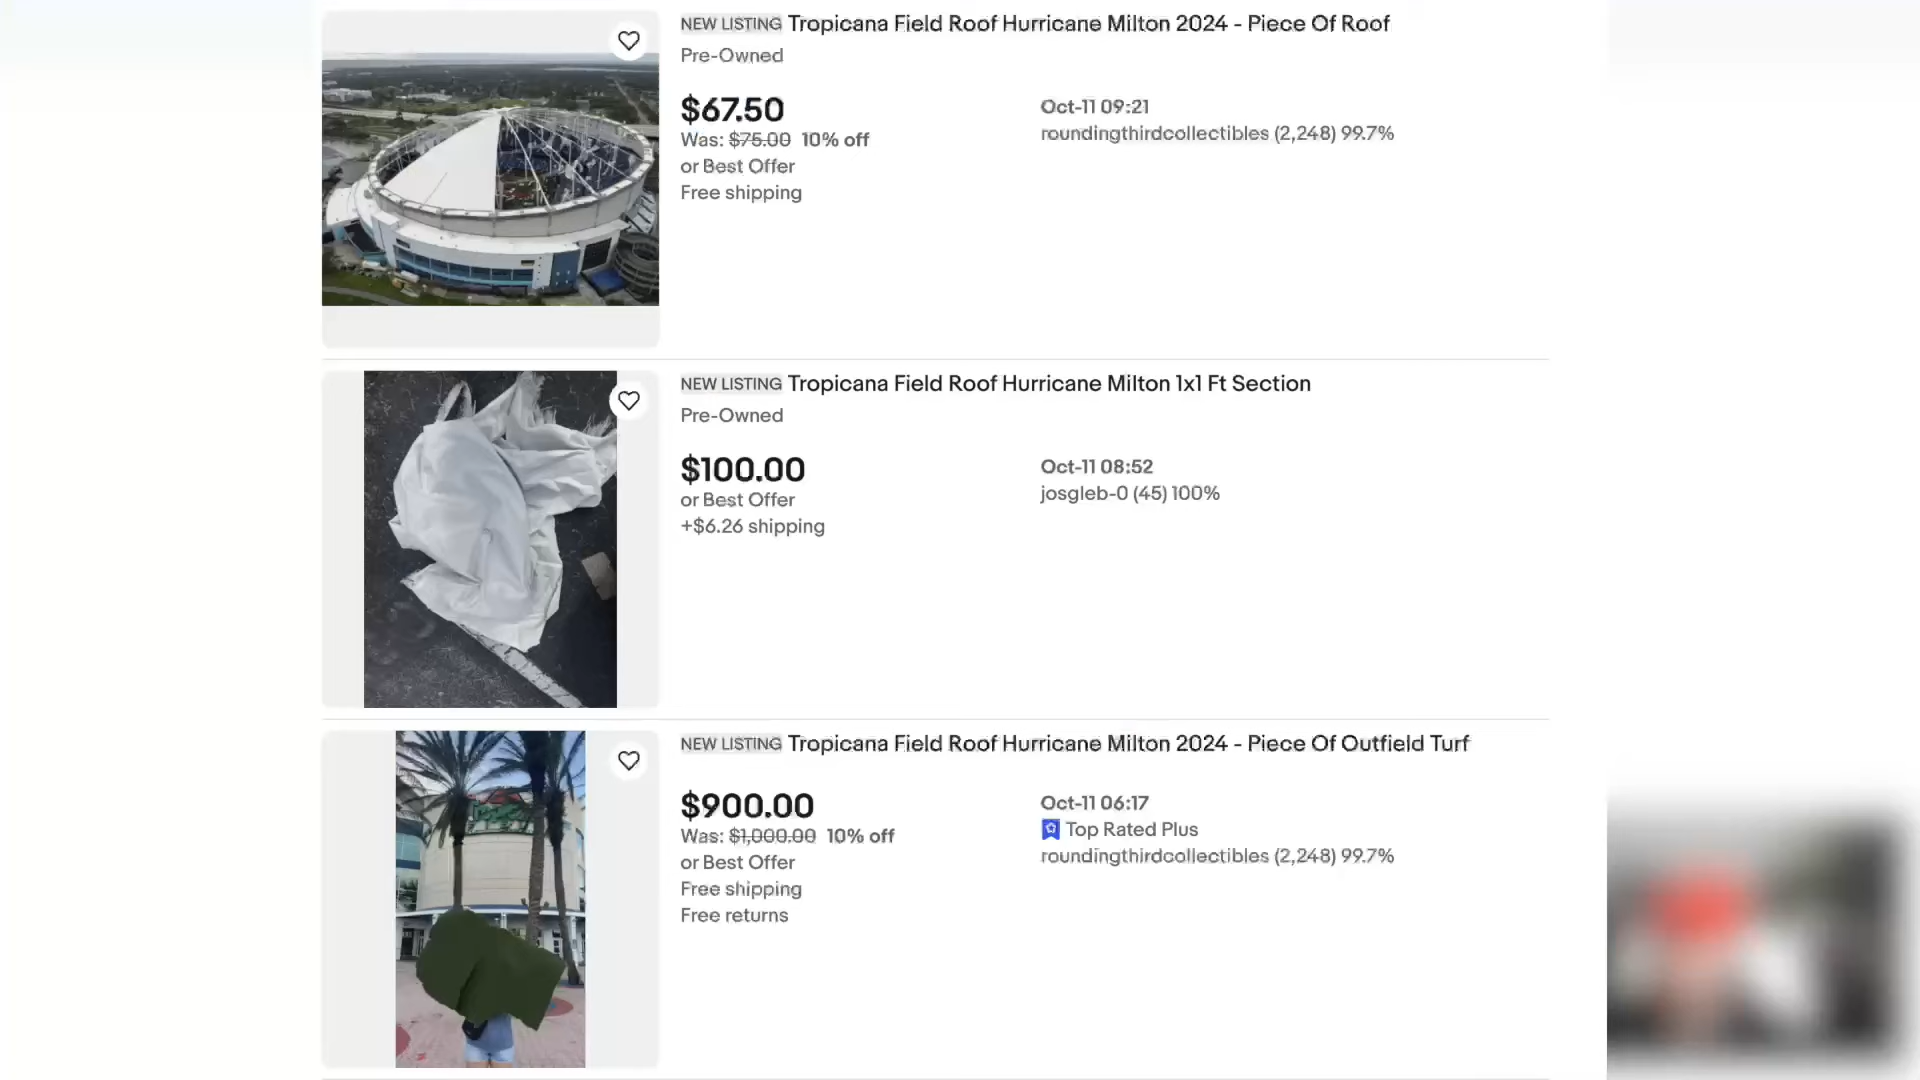 NEW LISTING Tropicana Field Roof Hurricane Milton 2024 - Piece Of Roof
Pre-Owned
$67.50
Was: $75.00 10% off
or Best Offer
Free shipping
Oct-11 09:21
roundingthirdcollectibles (2,248) 99.7%
NEW LISTING Tropicana Field Roof Hurricane Milton 1x1 Ft Section
Pre-Owned
$100.00
or Best Offer
+$6.26 shipping
Oct-11 08:52
josgleb-0 (45) 100%
NEW LISTING Tropicana Field Roof Hurricane Milton 2024 - Piece Of Outfield Turf
$900.00
Was: $1,000.00 10% off
or Best Offer
Free shipping
Free returns
Oct-11 06:17
Top Rated Plus
roundingthirdcollectibles (2,248) 99.7%